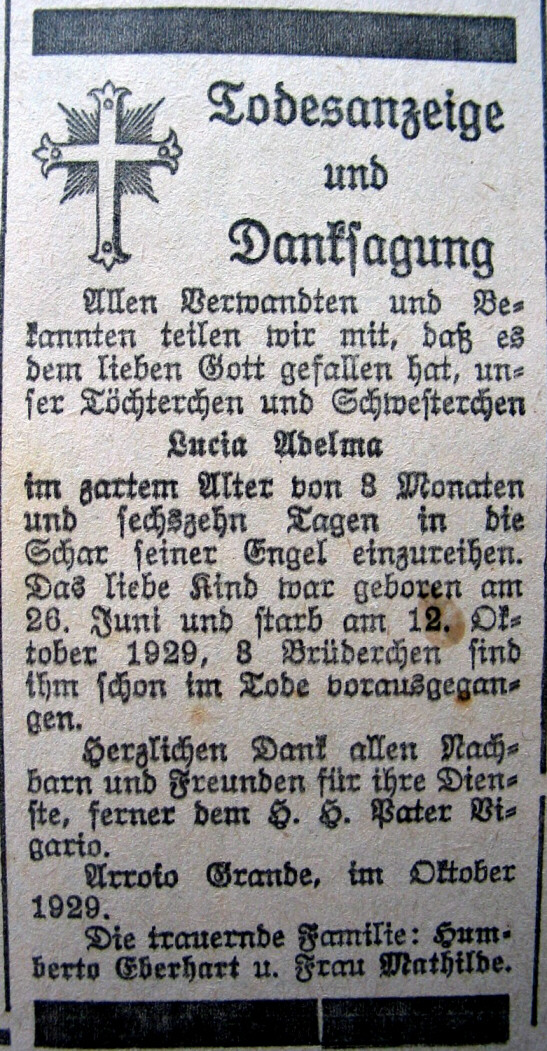 Todesanzeige
und
Danksagung
Allen Verwandten und Be-
kannten teilen wir mit, daß es
dem lieben Gott gefallen hat, un-
ser Töchterchen und Schwesterchen
Lucia Adelma
im zartem Alter von 3 Monaten
und sechszehn Tagen in die
Schar seiner Engel einzureihen.
Das liebe Kind war geboren am
26. Juni und starb am 12. Ok-
tober 1929, 3 Brüderchen sind
ihm schon im Tode vorausgegan-
gen.
Herzlichen Dank allen Nach-
barn und Freunden für ihre Dien-
ste, ferner dem H. H. Pater Vi-
gario.
Arroio Grande, im Oktober
1929.
Die trauernde Familie: Hum-
berto Eberhart u. Frau Mathilde.